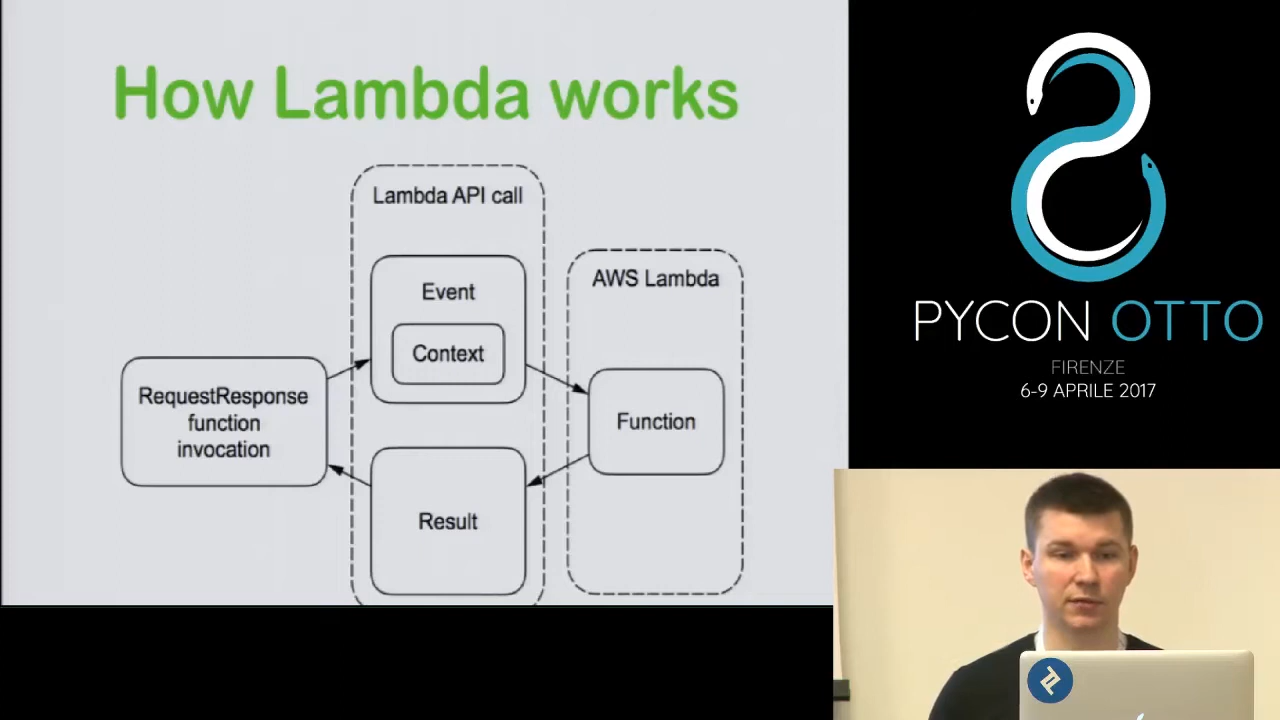 How Lambda works
Lambda API call
Event
Context
AWS Lambda
RequestResponse
function
invocation
Function
Result
PYCON OTTO
FIRENZE
6-9 APRILE 2017